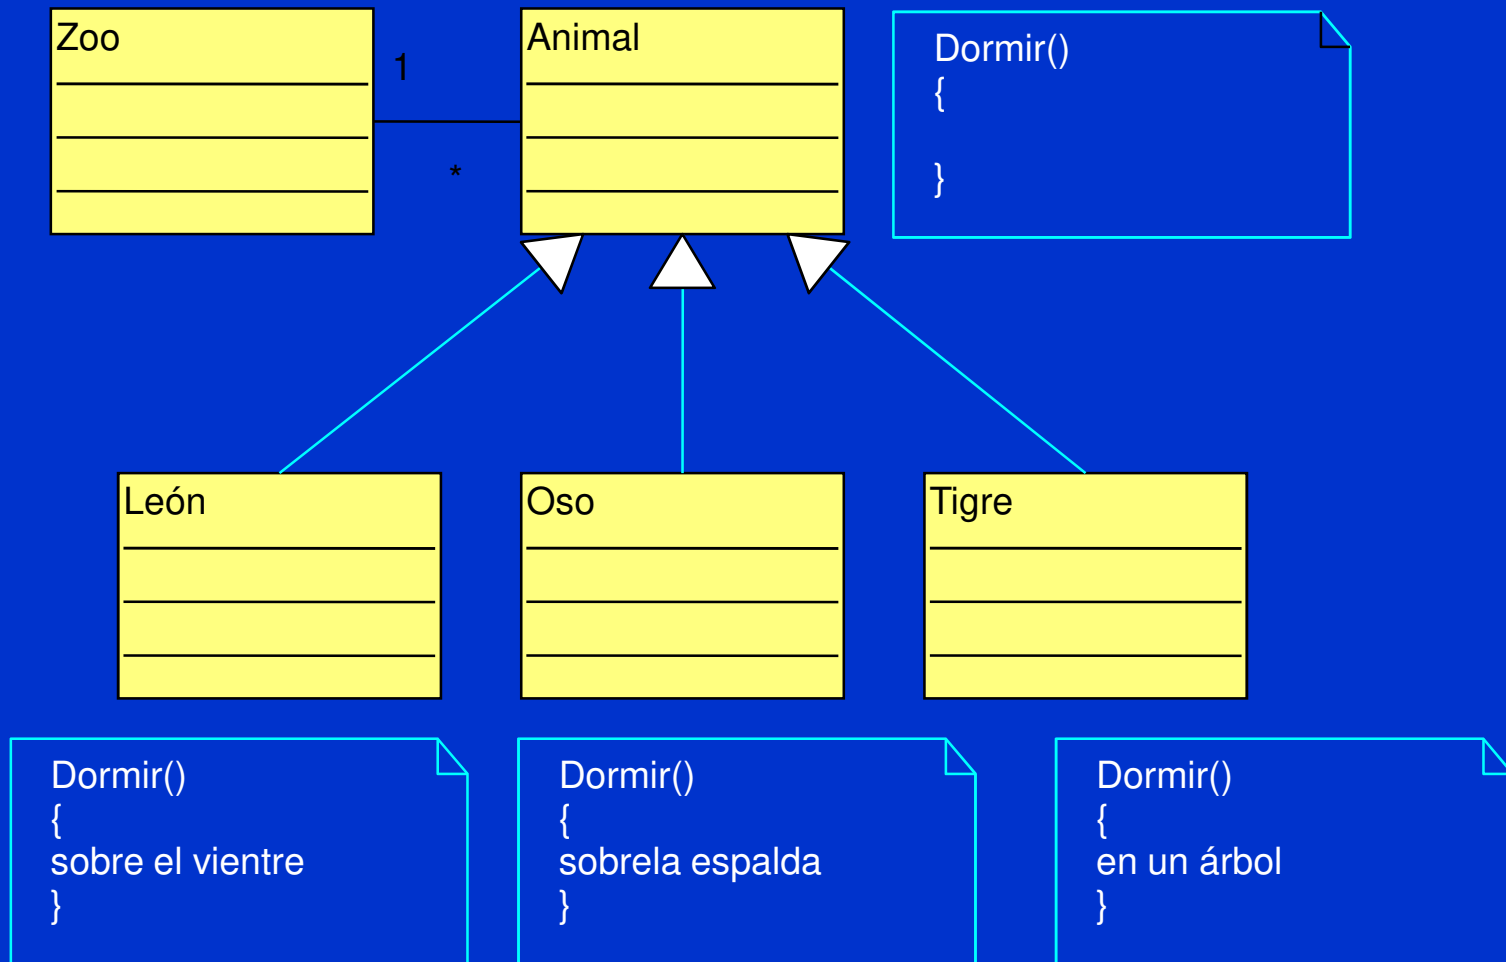 Zoo
1
*
Animal
Dormir()
{
}
León
Oso
Tigre
Dormir()
{
sobre el vientre
}
Dormir()
{
sobrela espalda
}
Dormir()
{
en un árbol
}